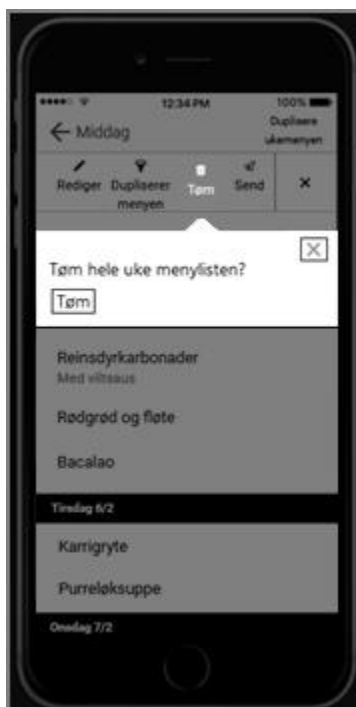 12:34 PM 100%
← Middag Duplisere
ukemenyen
Rediger Dupliserer Tøm Send ×
menyen
Tøm hele uke menylisten?
Tøm
Reinsdyrkarbonader
Med viltsaus
Rødgrød og fløte
Bacalao
Tirsdag 6/2
Karrigryte
Purreløksuppe
Onsdag 7/2